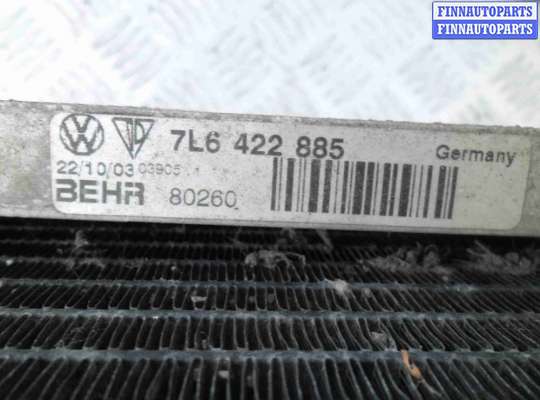 FINNAUTOPARTS
FINNAUTOPARTS
7L6 422 885 Germany
22/10/03 03905
BEHR 80260